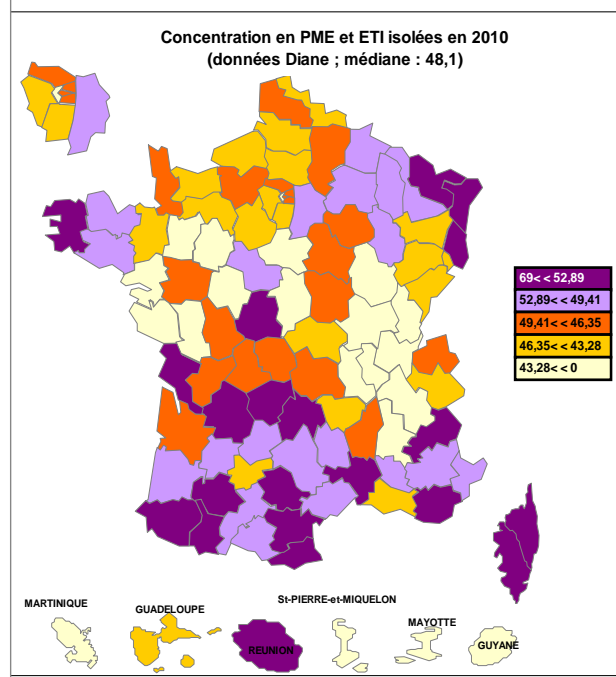 Concentration en PME et ETI isolées en 2010
(données Diane ; médiane : 48,1)
69<< 52,89
52,89<< 49,41
49,41<< 46,35
46,35<< 43,28
43,28<< 0
MARTINIQUE
GUADELOUPE
St-PIERRE-et-MIQUELON
REUNION
MAYOTTE
GUYANE